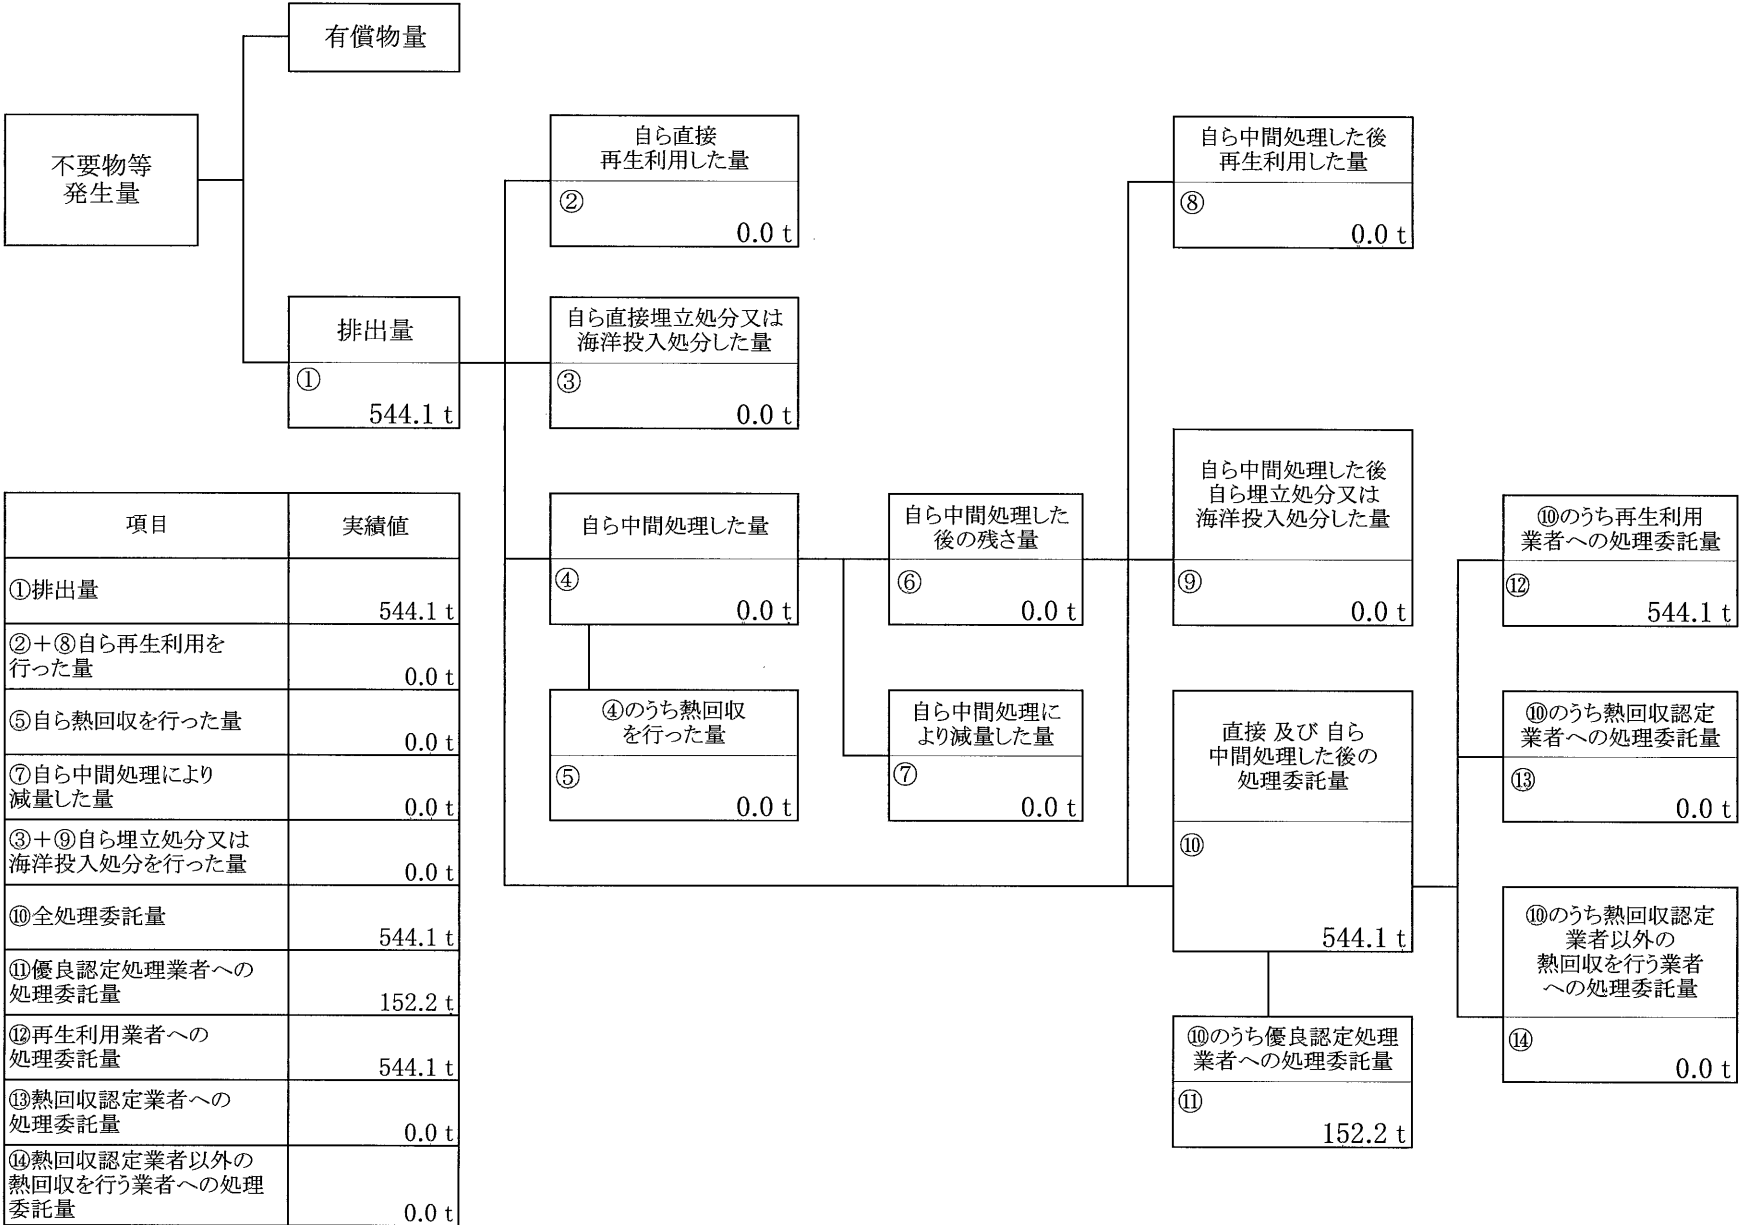 有償物量
不要物等
発生量
排出量
①
544.1 t
自ら直接
再生利用した量
②
0.0 t
自ら直接埋立処分又は
海洋投入処分した量
③
0.0 t
自ら中間処理した量
④
0.0 t
④のうち熱回収
を行った量
⑤
0.0 t
自ら中間処理した
後の残さ量
⑥
0.0 t
自ら中間処理に
より減量した量
⑦
0.0 t
自ら中間処理した後
再生利用した量
⑧
0.0 t
自ら中間処理した後
自ら埋立処分又は
海洋投入処分した量
⑨
0.0 t
直接 及び 自ら
中間処理した後の
処理委託量
⑩
544.1 t
⑩のうち優良認定処理
業者への処理委託量
⑪
152.2 t
⑩のうち再生利用
業者への処理委託量
⑫
544.1 t
⑩のうち熱回収認定
業者への処理委託量
⑬
0.0 t
⑩のうち熱回収認定
業者以外の
熱回収を行う業者
への処理委託量
⑭
0.0 t
項目 実績値
①排出量
544.1 t
②＋⑧自ら再生利用を
行った量
0.0 t
⑤自ら熱回収を行った量
0.0 t
⑦自ら中間処理により
減量した量
0.0 t
③＋⑨自ら埋立処分又は
海洋投入処分を行った量
0.0 t
⑩全処理委託量
544.1 t
⑪優良認定処理業者への
処理委託量
152.2 t
⑫再生利用業者への
処理委託量
544.1 t
⑬熱回収認定業者への
処理委託量
0.0 t
⑭熱回収認定業者以外の
熱回収を行う業者への処理
委託量
0.0 t